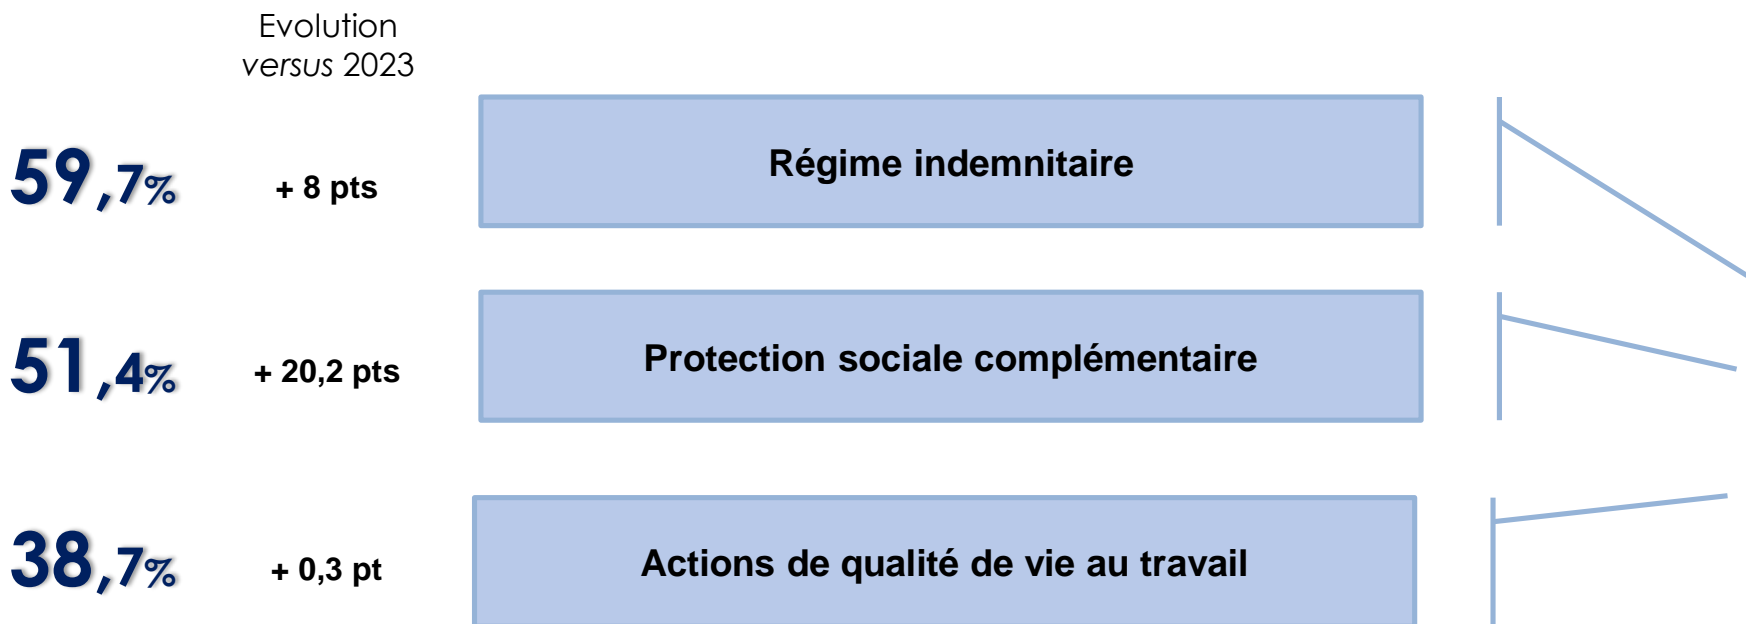 Evolution
versus 2023
59,7%
+ 8 pts
Régime indemnitaire
51,4%
+ 20,2 pts
Protection sociale complémentaire
38,7%
+ 0,3 pt
Actions de qualité de vie au travail